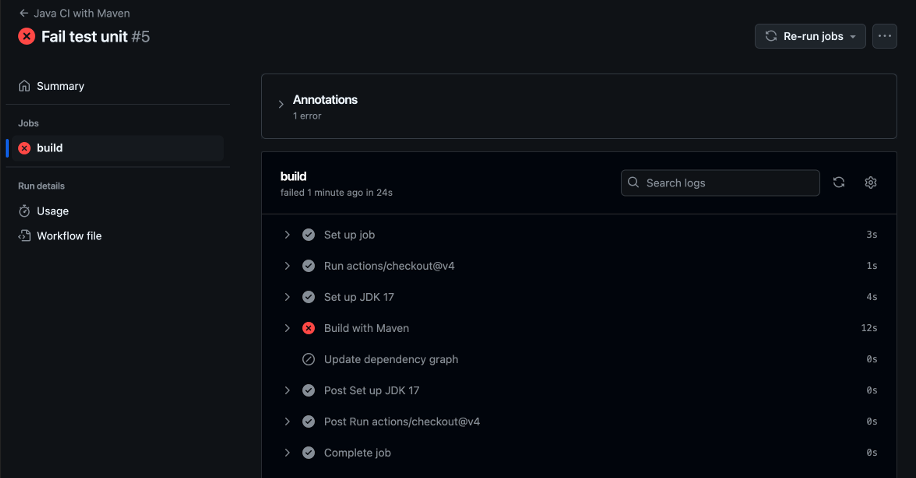 Java CI with Maven
Fail test unit #5
Re-run jobs
Summary
Jobs
build
Run details
Usage
Workflow file
Annotations
1 error
build
failed 1 minute ago in 24s
Search logs
Set up job 3s
Run actions/checkout@v4 1s
Set up JDK 17 4s
Build with Maven 12s
Update dependency graph 0s
Post Set up JDK 17 0s
Post Run actions/checkout@v4 0s
Complete job 0s